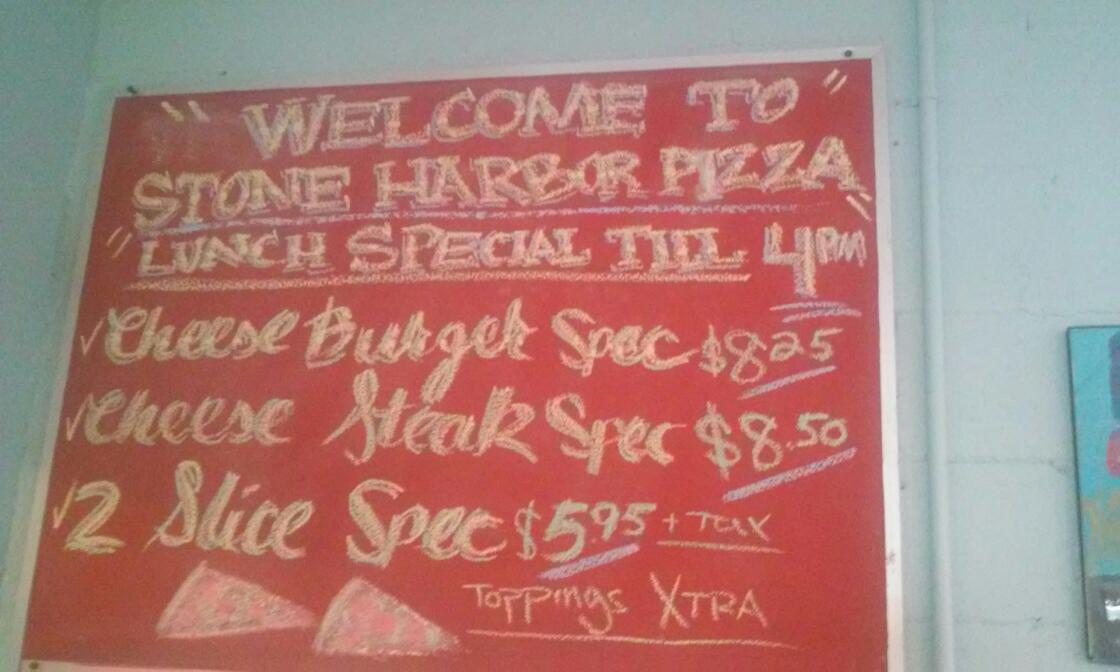 " WELCOME TO "
STONE HARBOR PIZZA "
" LUNCH SPECIAL TILL 4PM
✓ Cheese Burger Spec $8.25
✓ Cheese Steak Spec $8.50
✓ 2 Slice Spec $5.95 + Tax
Toppings XTRA